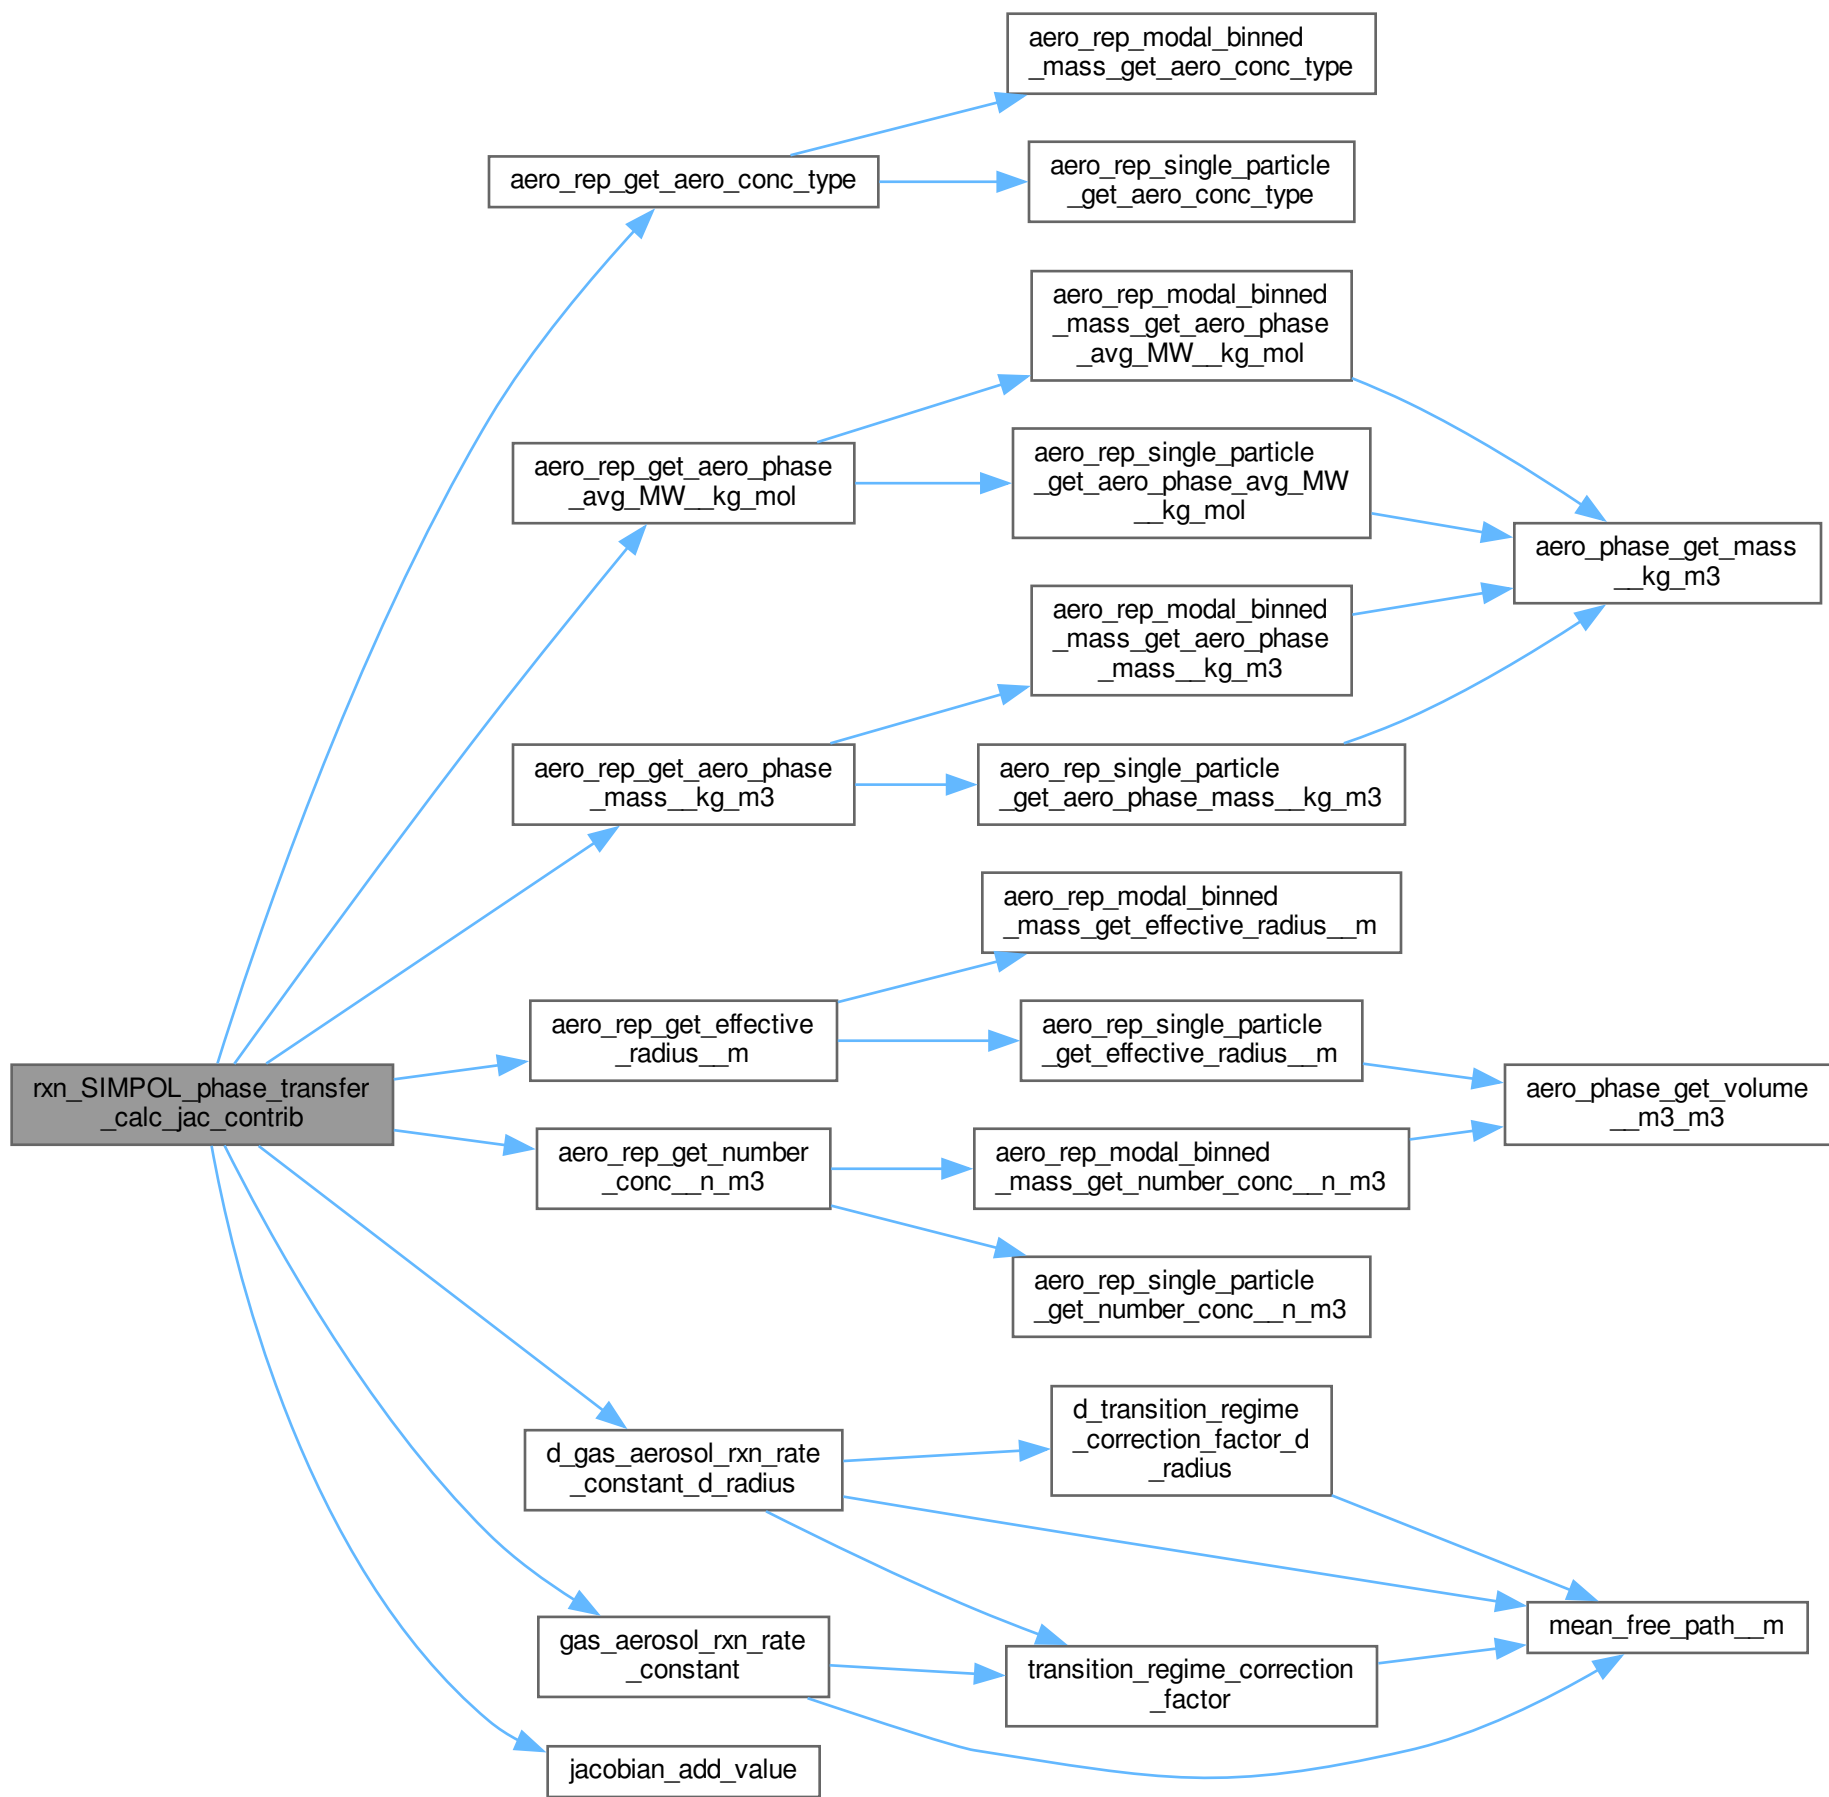 aero_rep_modal_binned
_mass_get_aero_conc_type
aero_rep_get_aero_conc_type
aero_rep_single_particle
_get_aero_conc_type
aero_rep_modal_binned
_mass_get_aero_phase
_avg_MW__kg_mol
aero_rep_get_aero_phase
_avg_MW__kg_mol
aero_rep_single_particle
_get_aero_phase_avg_MW
__kg_mol
aero_phase_get_mass
__kg_m3
aero_rep_modal_binned
_mass_get_aero_phase
_mass__kg_m3
aero_rep_get_aero_phase
_mass__kg_m3
aero_rep_single_particle
_get_aero_phase_mass__kg_m3
aero_rep_modal_binned
_mass_get_effective_radius__m
aero_rep_get_effective
_radius__m
aero_rep_single_particle
_get_effective_radius__m
rxn_SIMPOL_phase_transfer
_calc_jac_contrib
aero_phase_get_volume
__m3_m3
aero_rep_get_number
_conc__n_m3
aero_rep_modal_binned
_mass_get_number_conc__n_m3
aero_rep_single_particle
_get_number_conc__n_m3
d_transition_regime
_correction_factor_d
_radius
d_gas_aerosol_rxn_rate
_constant_d_radius
mean_free_path__m
gas_aerosol_rxn_rate
_constant
transition_regime_correction
_factor
jacobian_add_value